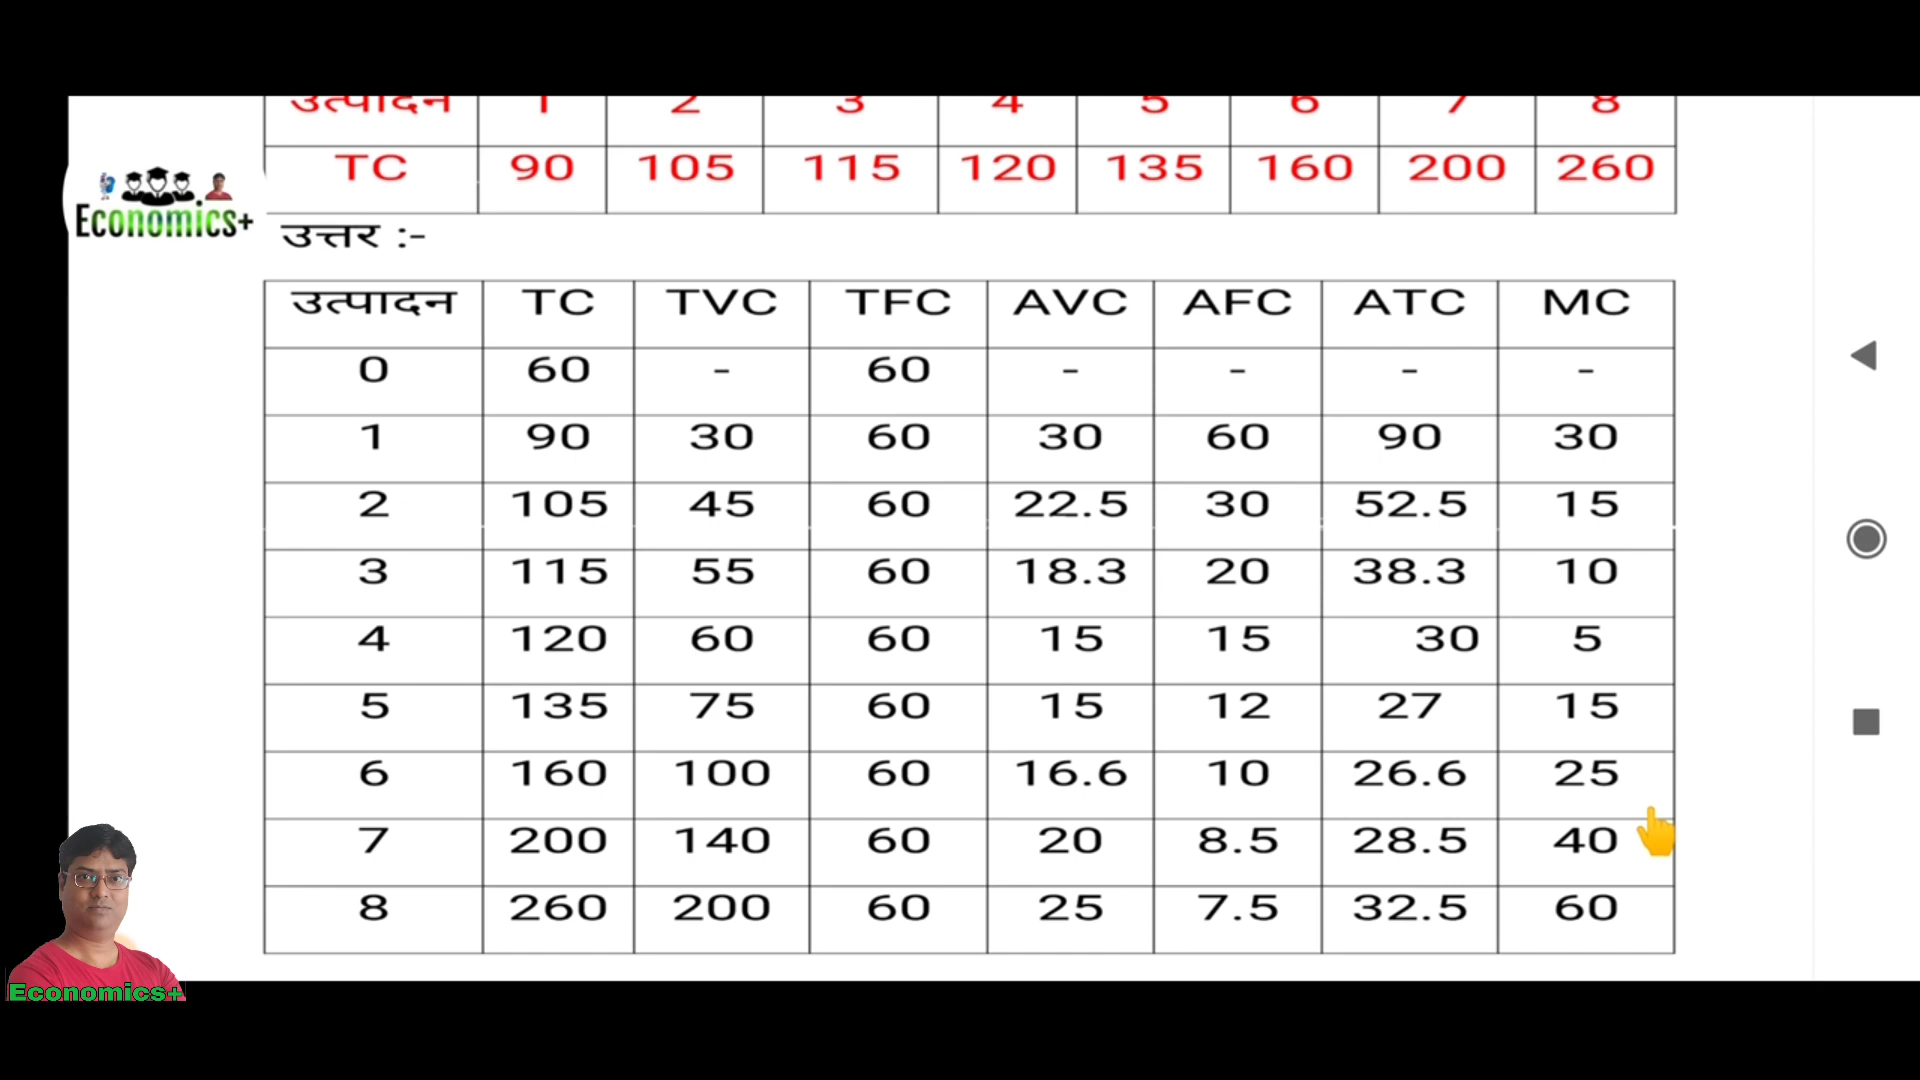 उत्पादन 1 2 3 4 5 6 7 8
TC 90 105 115 120 135 160 200 260
Economics+
उत्तर :-
उत्पादन TC TVC TFC AVC AFC ATC MC
0 60 - 60 - - - -
1 90 30 60 30 60 90 30
2 105 45 60 22.5 30 52.5 15
3 115 55 60 18.3 20 38.3 10
4 120 60 60 15 15 30 5
5 135 75 60 15 12 27 15
6 160 100 60 16.6 10 26.6 25
7 200 140 60 20 8.5 28.5 40
8 260 200 60 25 7.5 32.5 60
Economics+